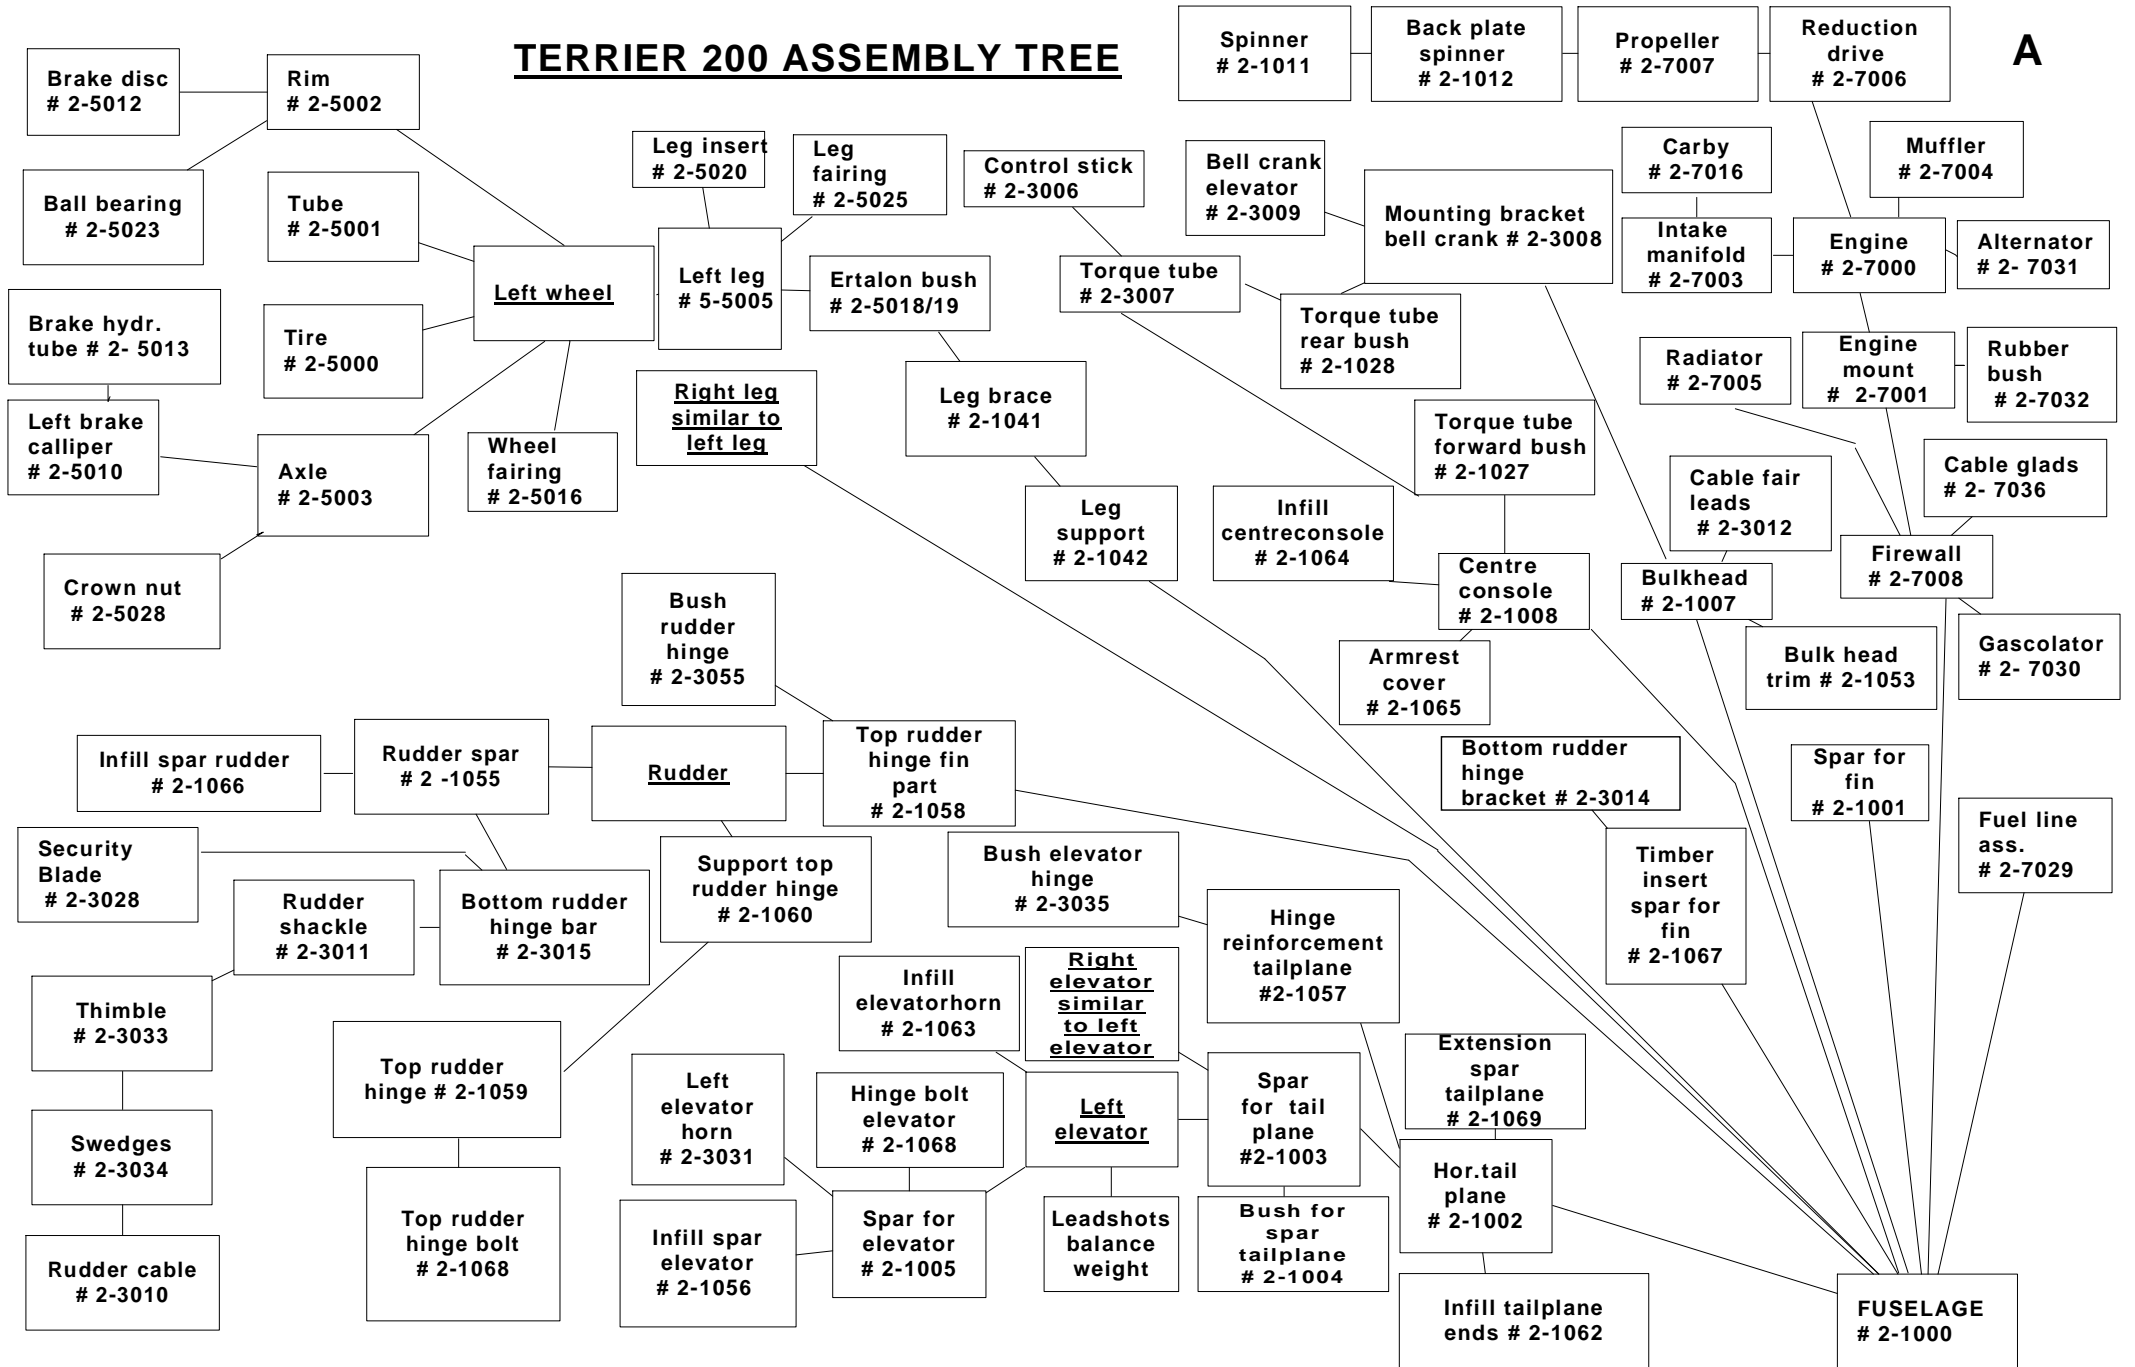 TERRIER 200 ASSEMBLY TREE
A
Spinner
# 2-1011
Back plate
spinner
# 2-1012
Propeller
# 2-7007
Reduction
drive
# 2-7006
Brake disc
# 2-5012
Rim
# 2-5002
Leg insert
# 2-5020
Leg
fairing
# 2-5025
Control stick
# 2-3006
Bell crank
elevator
# 2-3009
Mounting bracket
bell crank # 2-3008
Carby
# 2-7016
Muffler
# 2-7004
Ball bearing
# 2-5023
Tube
# 2-5001
Left wheel
Left leg
# 5-5005
Ertalon bush
# 2-5018/19
Torque tube
# 2-3007
Torque tube
rear bush
# 2-1028
Intake
manifold
# 2-7003
Engine
# 2-7000
Alternator
# 2- 7031
Brake hydr.
tube # 2- 5013
Tire
# 2-5000
Right leg
similar to
left leg
Leg brace
# 2-1041
Radiator
# 2-7005
Engine
mount
#  2-7001
Rubber
bush
# 2-7032
Left brake
calliper
# 2-5010
Axle
# 2-5003
Wheel
fairing
# 2-5016
Torque tube
forward bush
# 2-1027
Cable fair
leads
# 2-3012
Cable glads
# 2- 7036
Leg
support
# 2-1042
Infill
centreconsole
# 2-1064
Centre
console
# 2-1008
Bulkhead
# 2-1007
Firewall
# 2-7008
Crown nut
# 2-5028
Bush
rudder
hinge
# 2-3055
Armrest
cover
# 2-1065
Bulk head
trim # 2-1053
Gascolator
# 2- 7030
Infill spar rudder
# 2-1066
Rudder spar
# 2 -1055
Rudder
Top rudder
hinge fin
part
# 2-1058
Bottom rudder
hinge
bracket # 2-3014
Spar for
fin
# 2-1001
Fuel line
ass.
# 2-7029
Security
Blade
# 2-3028
Rudder
shackle
# 2-3011
Bottom rudder
hinge bar
# 2-3015
Support top
rudder hinge
# 2-1060
Bush elevator
hinge
# 2-3035
Hinge
reinforcement
tailplane
#2-1057
Timber
insert
spar for
fin
# 2-1067
Thimble
# 2-3033
Top rudder
hinge # 2-1059
Infill
elevatorhorn
# 2-1063
Right
elevator
similar
to left
elevator
Extension
spar
tailplane
# 2-1069
Left
elevator
horn
# 2-3031
Hinge bolt
elevator
# 2-1068
Left
elevator
Spar
for  tail
plane
#2-1003
Swedges
# 2-3034
Hor.tail
plane
# 2-1002
Top rudder
hinge bolt
# 2-1068
Infill spar
elevator
# 2-1056
Spar for
elevator
# 2-1005
Leadshots
balance
weight
Bush for
spar
tailplane
# 2-1004
Rudder cable
# 2-3010
Infill tailplane
ends # 2-1062
FUSELAGE
# 2-1000